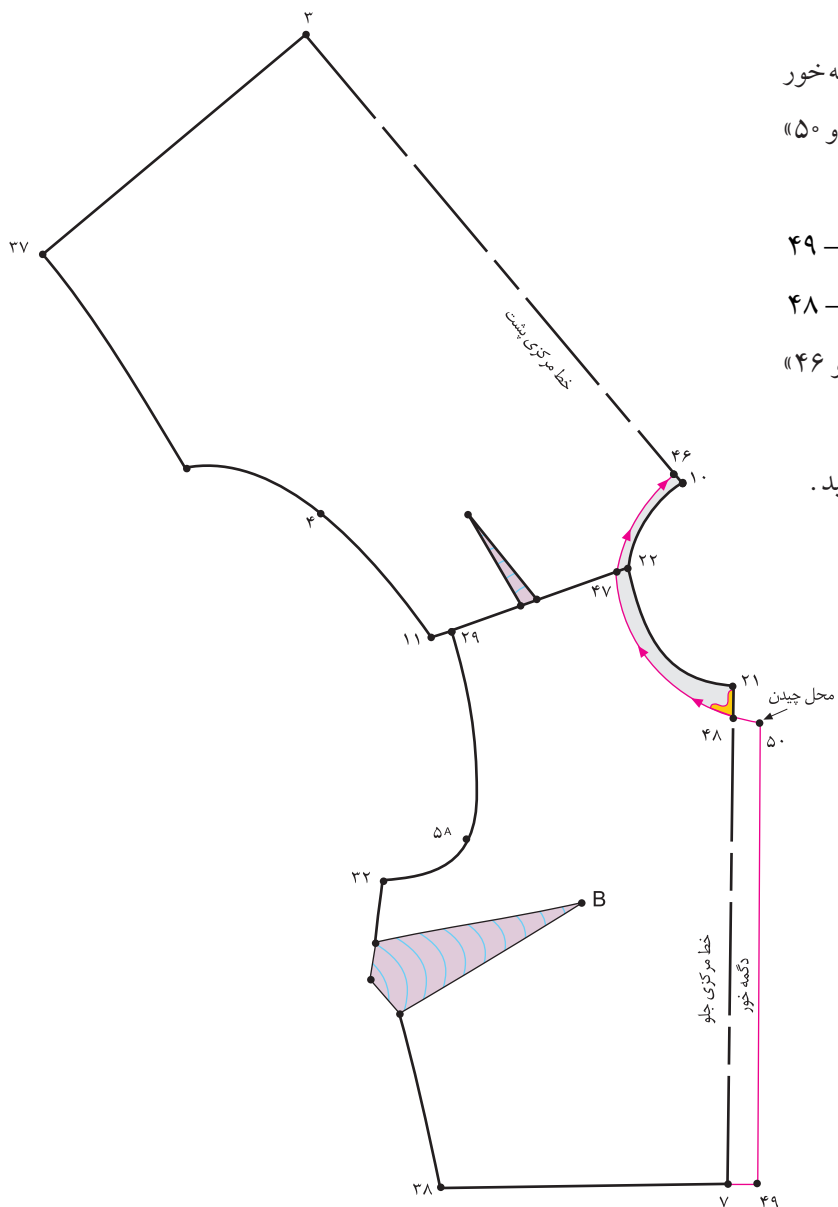 ه خور
و ۵۰»
۴۹ –
۴۸ –
و ۴۶»
ید.
۳
۳۷
خط مرکزی پشت
۴۶
۱۰
۴
۲۲
۴۷
۱۱
۲۹
۲۱
محل چیدن
۴۸
۵۰
۵A
۳۲
B
خط مرکزی جلو
دگمه خور
۳۸
۷
۴۹